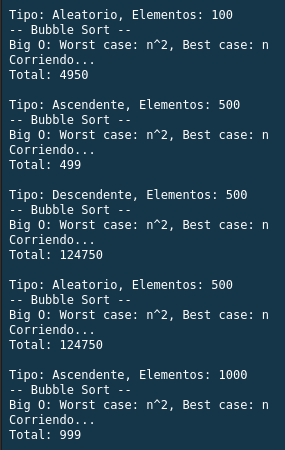 Tipo: Aleatorio, Elementos: 100
-- Bubble Sort --
Big O: Worst case: n^2, Best case: n
Corriendo...
Total: 4950

Tipo: Ascendente, Elementos: 500
-- Bubble Sort --
Big O: Worst case: n^2, Best case: n
Corriendo...
Total: 499

Tipo: Descendente, Elementos: 500
-- Bubble Sort --
Big O: Worst case: n^2, Best case: n
Corriendo...
Total: 124750

Tipo: Aleatorio, Elementos: 500
-- Bubble Sort --
Big O: Worst case: n^2, Best case: n
Corriendo...
Total: 124750

Tipo: Ascendente, Elementos: 1000
-- Bubble Sort --
Big O: Worst case: n^2, Best case: n
Corriendo...
Total: 999